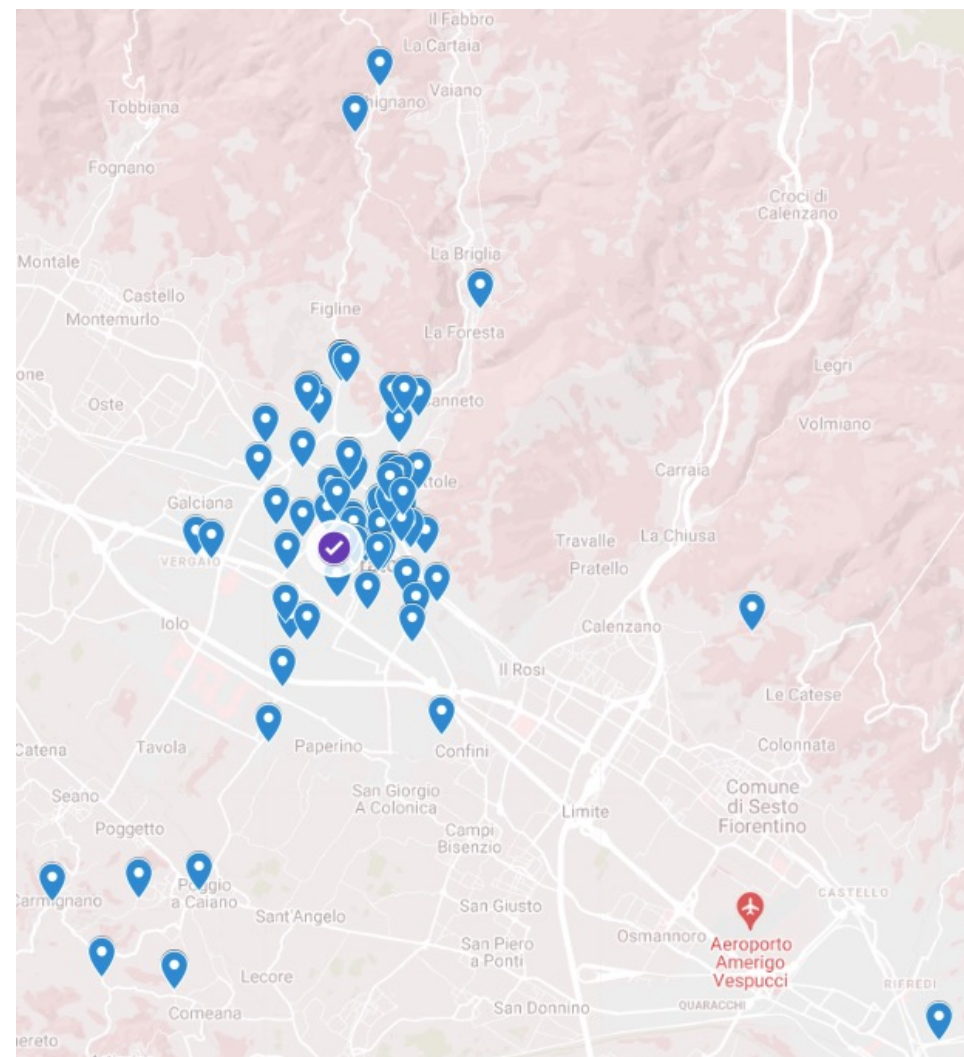 Il Fabbro
La Cartaia
Vaiano
Tobbiana
Fognano
Croci di
Calenzano
La Briglia
Montale
Castello
Montemurlo
Figline
La Foresta
Legri
Oste
Volmiano
Carraia
Galciana
La Chiusa
Travalle
VERGAIO
Pratello
Iolo
Calenzano
Il Rosi
Le Catese
Tavola
Paperino
Confini
Colonnata
San Giorgio
A Colonica
Seano
Comune
di Sesto
Fiorentino
Limite
Poggetto
Campi
Bisenzio
Poggio
a Caiano
CASTELLO
Carmignano
Sant'Angelo
San Giusto
Osmannoro
Aeroporto
Amerigo
Vespucci
San Piero
a Ponti
Lecore
RIFREDI
Comeana
San Donnino
QUARACCHI